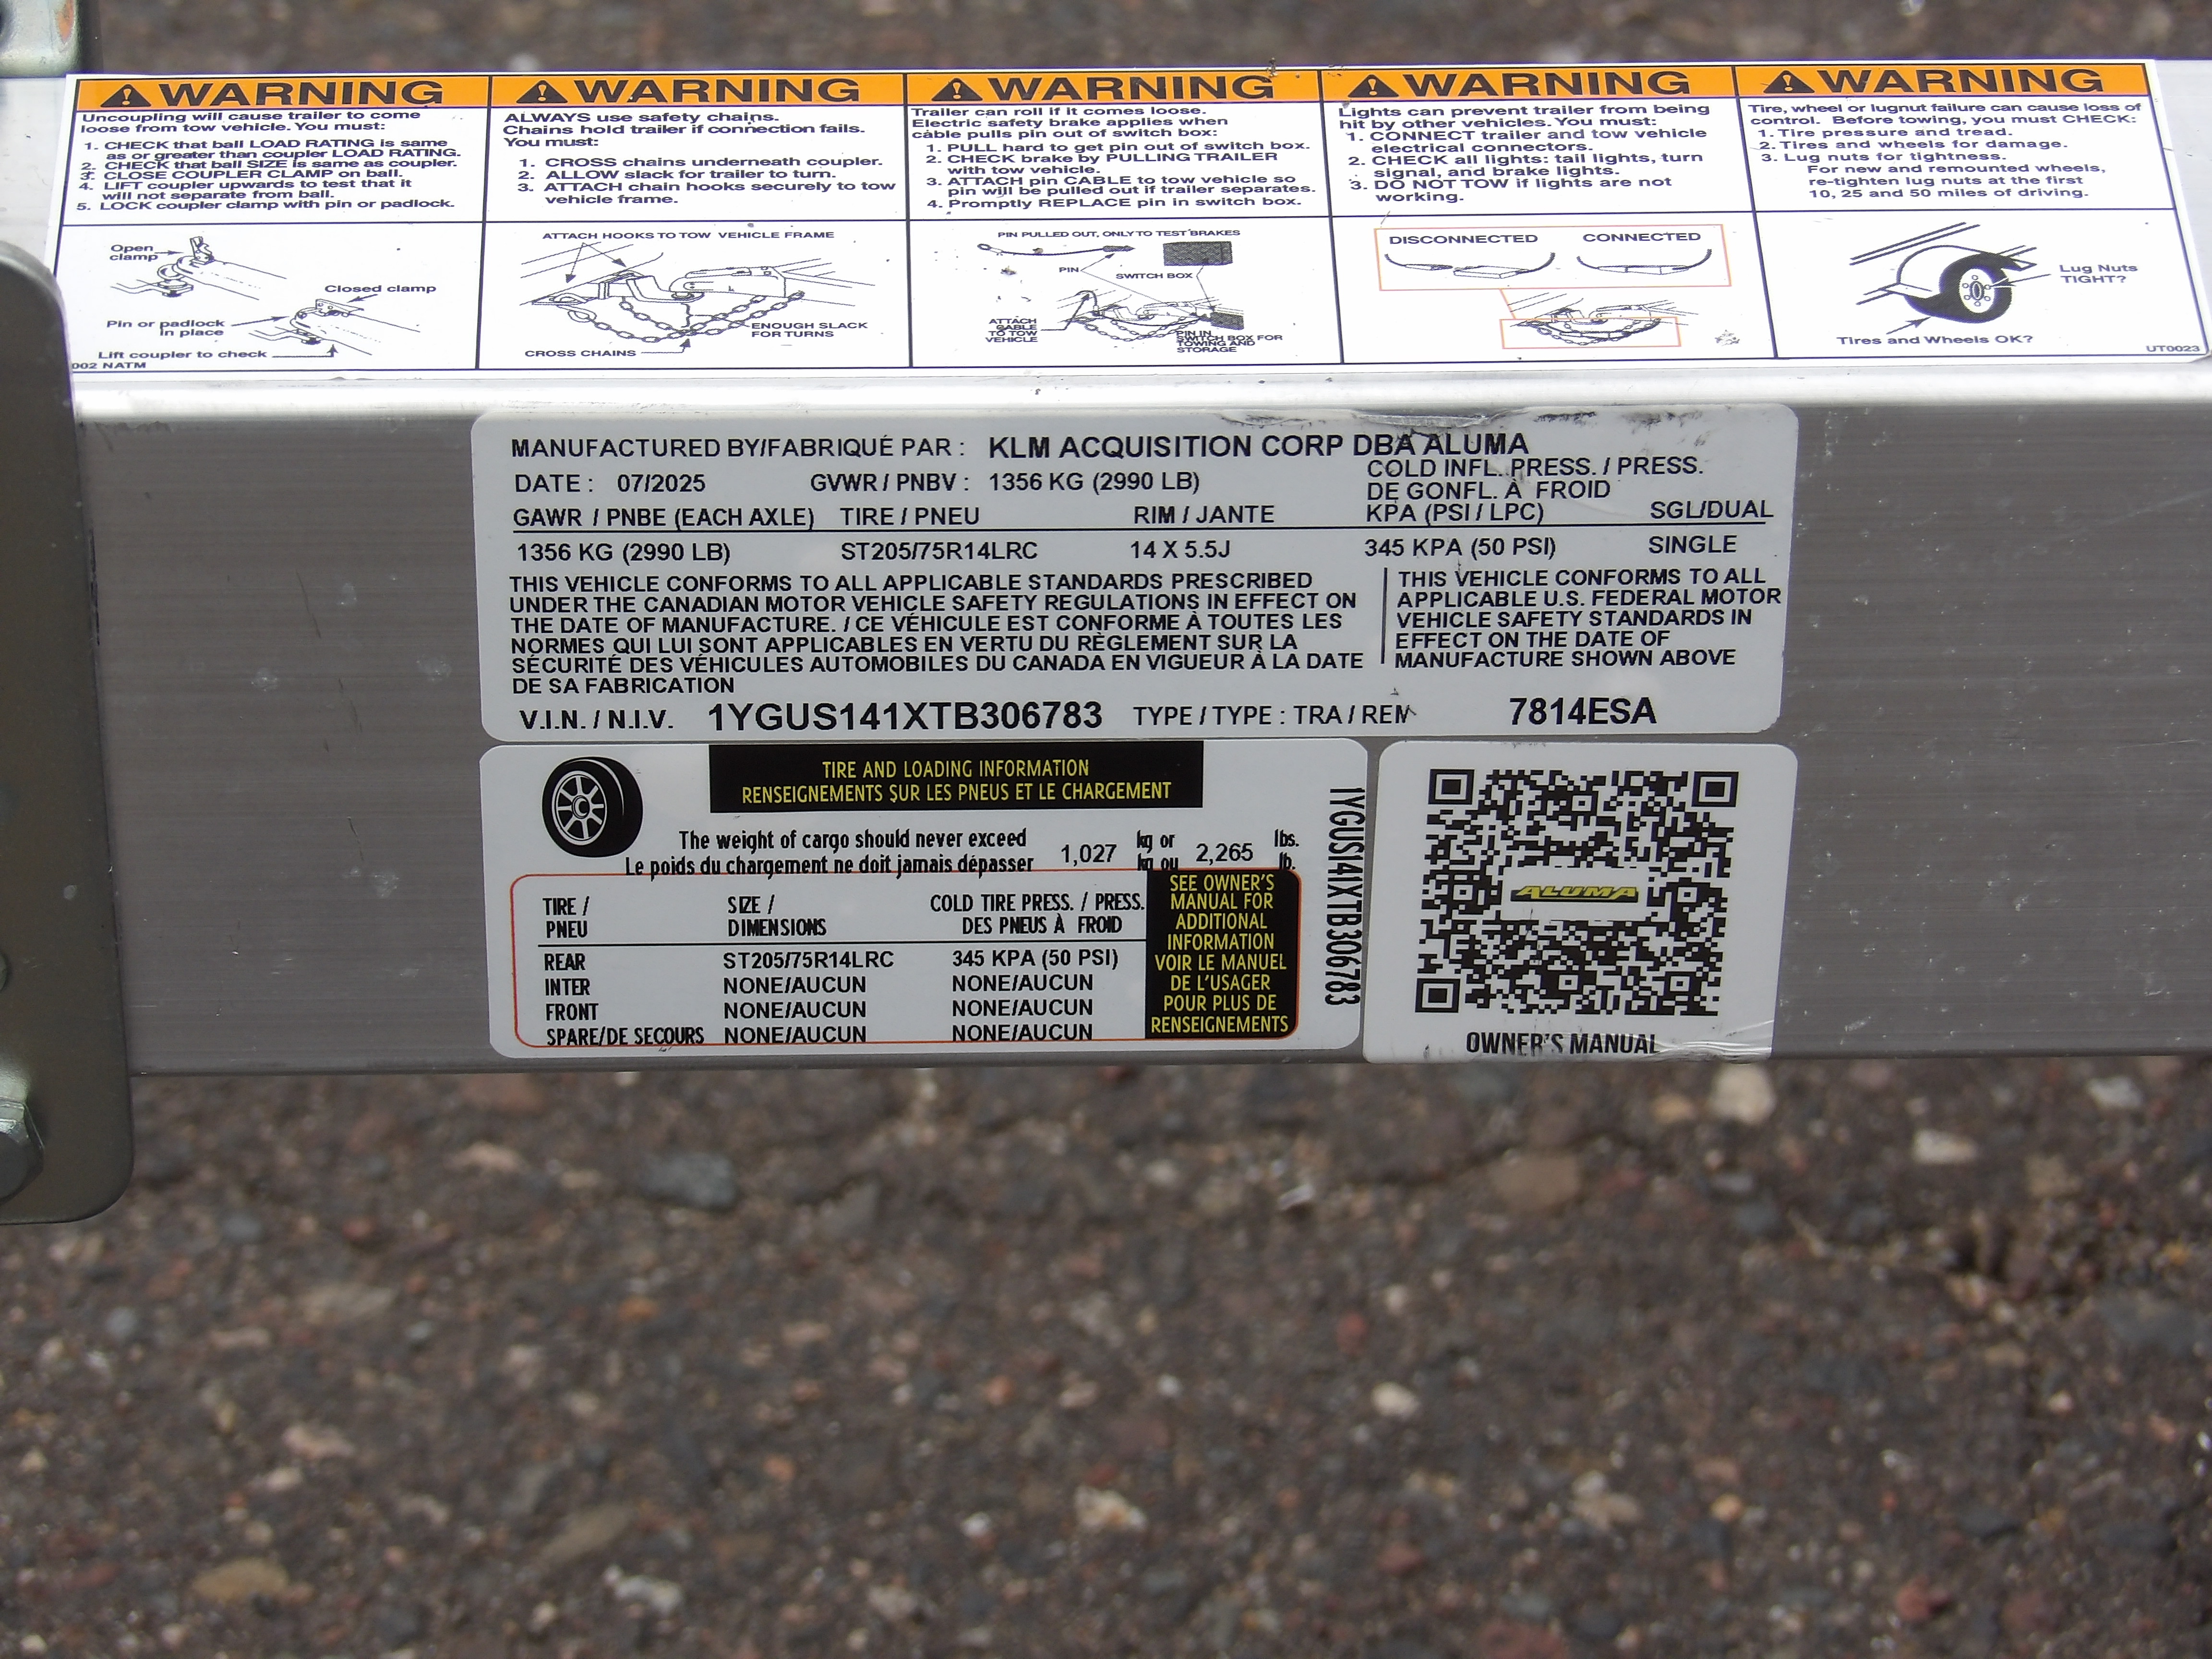 WARNING
Uncoupling will cause trailer to come
loose from tow vehicle. You must:
1. CHECK that ball LOAD RATING is same
as or greater than coupler LOAD RATING.
2. CHECK that ball SIZE is same as coupler.
3. CLOSE COUPLER CLAMP on ball.
4. LIFT coupler upwards to test that it
will not separate from ball.
5. LOCK coupler clamp with pin or padlock.
Open
clamp
Closed clamp
Pin or padlock
in place
Lift coupler to check
002 NATM
WARNING
ALWAYS use safety chains.
Chains hold trailer if connection fails.
You must:
1. CROSS chains underneath coupler.
2. ALLOW slack for trailer to turn.
3. ATTACH chain hooks securely to tow
vehicle frame.
ATTACH HOOKS TO TOW VEHICLE FRAME
ENOUGH SLACK
FOR TURNS
CROSS CHAINS
WARNING
Trailer can roll if it comes loose.
Electric safety brake applies when
cable pulls pin out of switch box:
1. PULL hard to get pin out of switch box.
2. CHECK brake by PULLING TRAILER
with tow vehicle.
3. ATTACH pin CABLE to tow vehicle so
pin will be pulled out if trailer separates.
4. Promptly REPLACE pin in switch box.
PIN PULLED OUT, ONLY TO TEST BRAKES
PIN
SWITCH BOX
ATTACH
CABLE
TO TOW
VEHICLE
PIN IN
SWITCH BOX FOR
TOWING AND
STORAGE
WARNING
Lights can prevent trailer from being
hit by other vehicles. You must:
1. CONNECT trailer and tow vehicle
electrical connectors.
2. CHECK all lights: tail lights, turn
signal, and brake lights.
3. DO NOT TOW if lights are not
working.
DISCONNECTED CONNECTED
WARNING
Tire, wheel or lugnut failure can cause loss of
control. Before towing, you must CHECK:
1. Tire pressure and tread.
2. Tires and wheels for damage.
3. Lug nuts for tightness.
For new and remounted wheels,
re-tighten lug nuts at the first
10, 25 and 50 miles of driving.
Lug Nuts
TIGHT?
Tires and Wheels OK?
UT0023
MANUFACTURED BY/FABRIQUÉ PAR : KLM ACQUISITION CORP DBA ALUMA
DATE : 07/2025 GVWR / PNBV : 1356 KG (2990 LB)
COLD INFL. PRESS. / PRESS.
DE GONFL. À FROID
GAWR / PNBE (EACH AXLE) TIRE / PNEU RIM / JANTE KPA (PSI / LPC) SGL/DUAL
1356 KG (2990 LB) ST205/75R14LRC 14 X 5.5J 345 KPA (50 PSI) SINGLE
THIS VEHICLE CONFORMS TO ALL APPLICABLE STANDARDS PRESCRIBED
UNDER THE CANADIAN MOTOR VEHICLE SAFETY REGULATIONS IN EFFECT ON
THE DATE OF MANUFACTURE. / CE VÉHICULE EST CONFORME À TOUTES LES
NORMES QUI LUI SONT APPLICABLES EN VERTU DU RÈGLEMENT SUR LA
SÉCURITÉ DES VÉHICULES AUTOMOBILES DU CANADA EN VIGUEUR À LA DATE
DE SA FABRICATION
THIS VEHICLE CONFORMS TO ALL
APPLICABLE U.S. FEDERAL MOTOR
VEHICLE SAFETY STANDARDS IN
EFFECT ON THE DATE OF
MANUFACTURE SHOWN ABOVE
V.I.N. / N.I.V. 1YGUS141XTB306783 TYPE / TYPE : TRA / REM 7814ESA
TIRE AND LOADING INFORMATION
RENSEIGNEMENTS SUR LES PNEUS ET LE CHARGEMENT
The weight of cargo should never exceed 1,027 kg or 2,265 lbs.
Le poids du chargement ne doit jamais dépasser kg ou lb.
TIRE / SIZE / COLD TIRE PRESS. / PRESS.
PNEU DIMENSIONS DES PNEUS À FROID
REAR ST205/75R14LRC 345 KPA (50 PSI)
INTER NONE/AUCUN NONE/AUCUN
FRONT NONE/AUCUN NONE/AUCUN
SPARE/DE SECOURS NONE/AUCUN NONE/AUCUN
SEE OWNER'S
MANUAL FOR
ADDITIONAL
INFORMATION
VOIR LE MANUEL
DE L'USAGER
POUR PLUS DE
RENSEIGNEMENTS
1YGUS141XTB306783
ALUMA
OWNER'S MANUAL